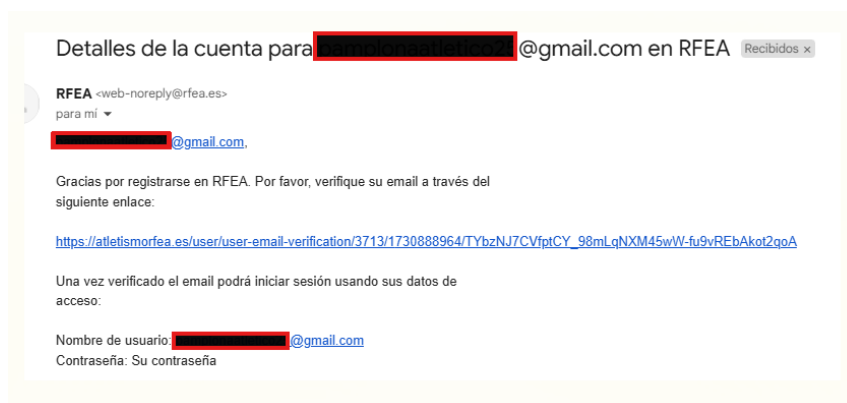 Detalles de la cuenta para @gmail.com en RFEA Recibidos x
RFEA <web-noreply@rfea.es>
para mí
@gmail.com,
Gracias por registrarse en RFEA. Por favor, verifique su email a través del
siguiente enlace:
https://atletismorfea.es/user/user-email-verification/3713/1730888964/TYbzNJ7CVfptCY_98mLqNXM45wW-fu9vREbAkot2qoA
Una vez verificado el email podrá iniciar sesión usando sus datos de
acceso:
Nombre de usuario: @gmail.com
Contraseña: Su contraseña